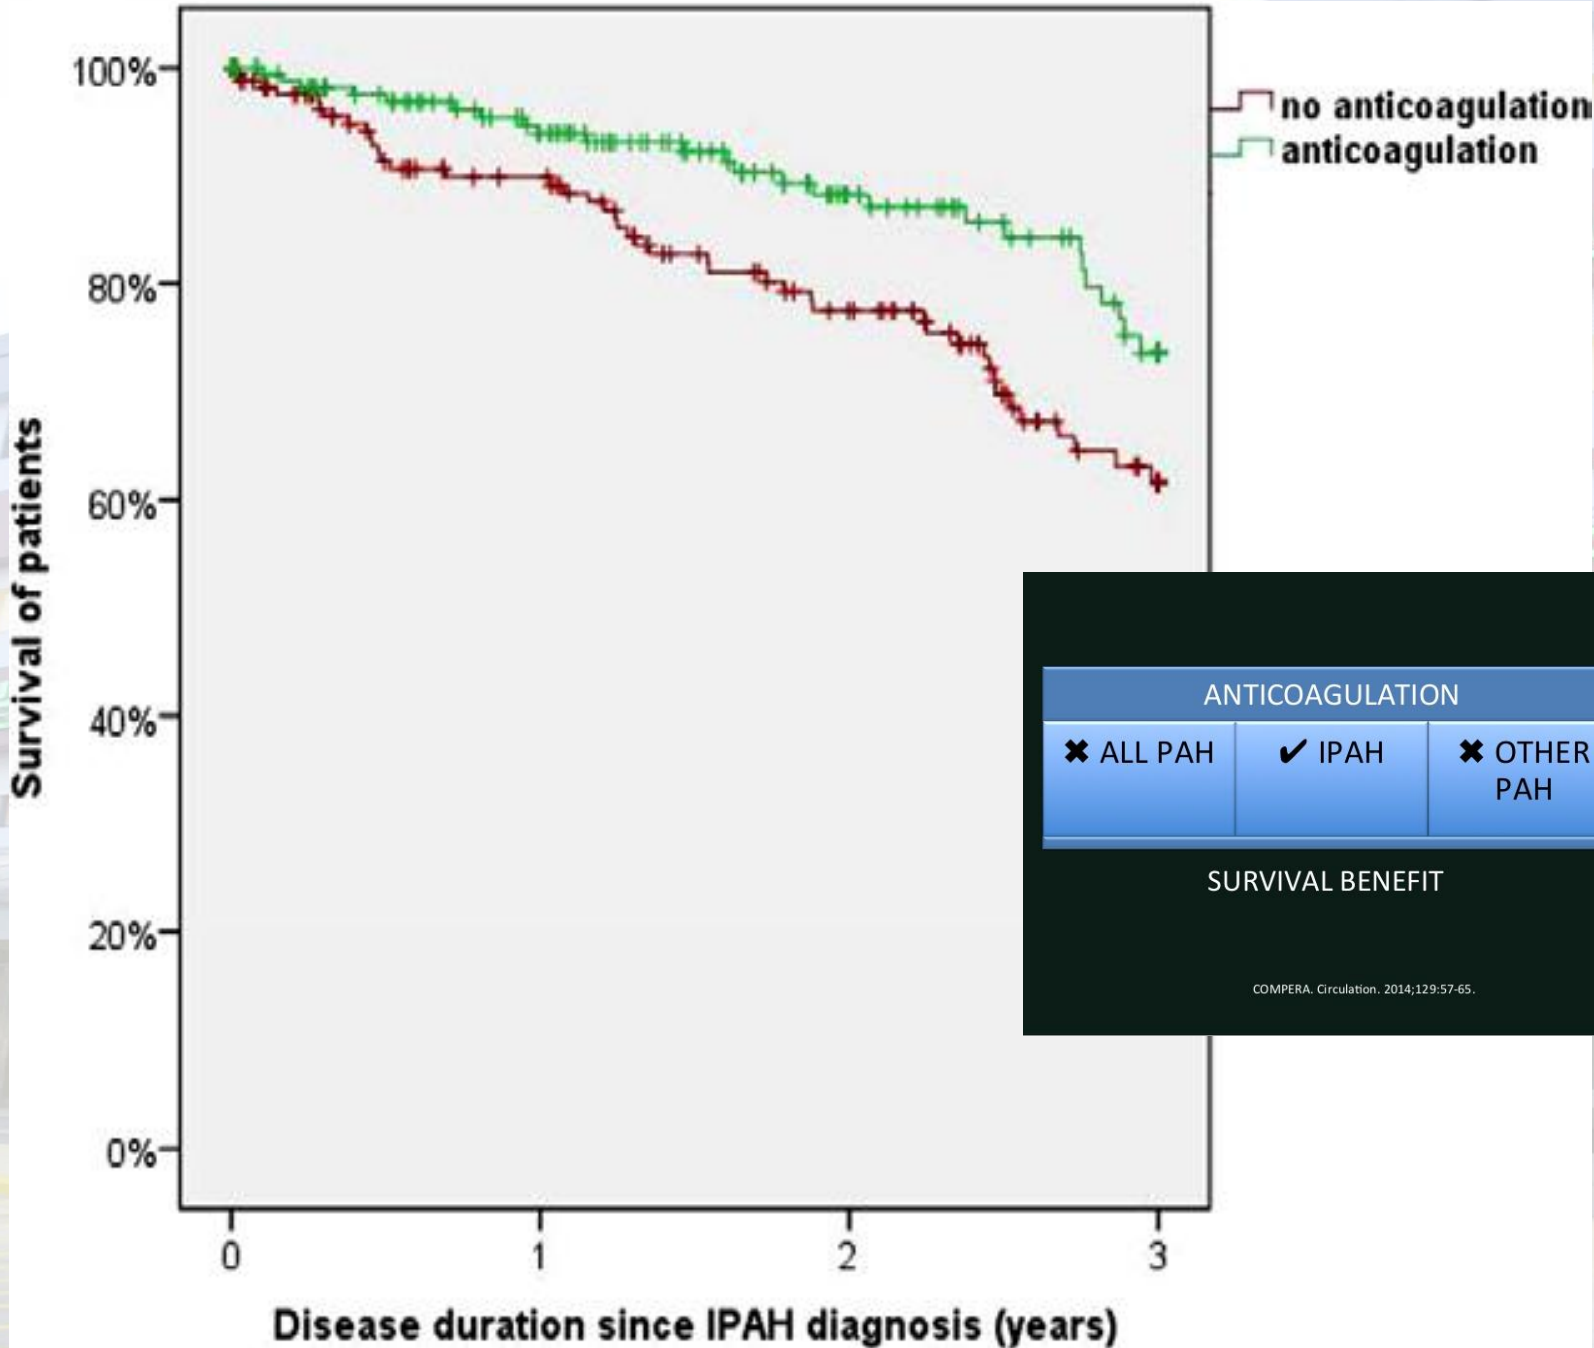 100%
80%
60%
40%
20%
0%
Survival of patients
0 1 2 3
Disease duration since IPAH diagnosis (years)
no anticoagulation
anticoagulation
ANTICOAGULATION
✖ ALL PAH
✔ IPAH
✖ OTHER
PAH
SURVIVAL BENEFIT
COMPERA. Circulation. 2014;129:57-65.